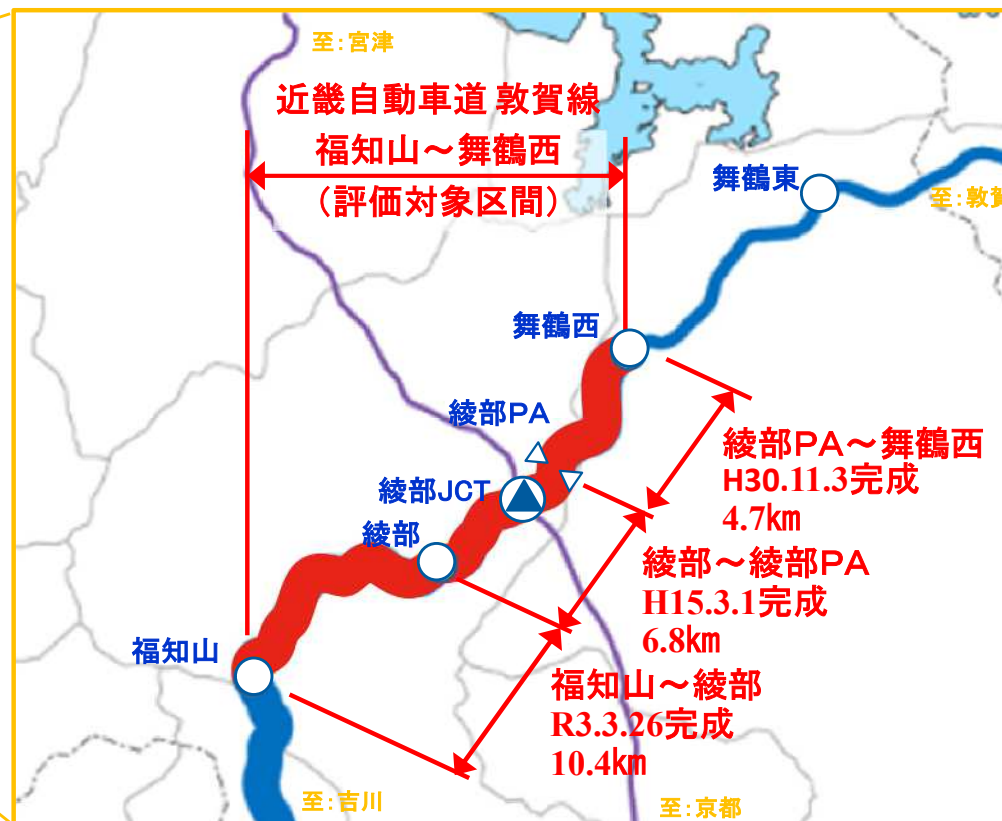 至:宮津
近畿自動車道 敦賀線
福知山～舞鶴西
（評価対象区間）
舞鶴東
至:敦賀
舞鶴西
綾部PA
綾部JCT
綾部
福知山
綾部PA～舞鶴西
H30.11.3完成
4.7㎞
綾部～綾部PA
H15.3.1完成
6.8㎞
福知山～綾部
R3.3.26完成
10.4㎞
至:吉川
至:京都